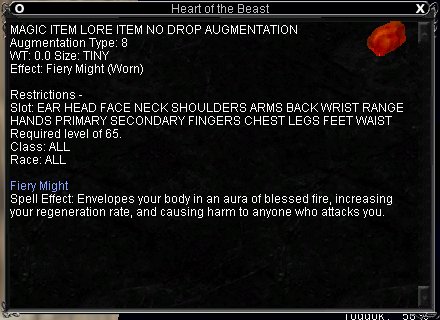 O Heart of the Beast X
MAGIC ITEM LORE ITEM NO DROP AUGMENTATION
Augmentation Type: 8
WT: 0.0 Size: TINY
Effect: Fiery Might (Worn)
Restrictions -
Slot: EAR HEAD FACE NECK SHOULDERS ARMS BACK WRIST RANGE
HANDS PRIMARY SECONDARY FINGERS CHEST LEGS FEET WAIST
Required level of 65.
Class: ALL
Race: ALL
Fiery Might
Spell Effect: Envelopes your body in an aura of blessed fire, increasing
your regeneration rate, and causing harm to anyone who attacks you.